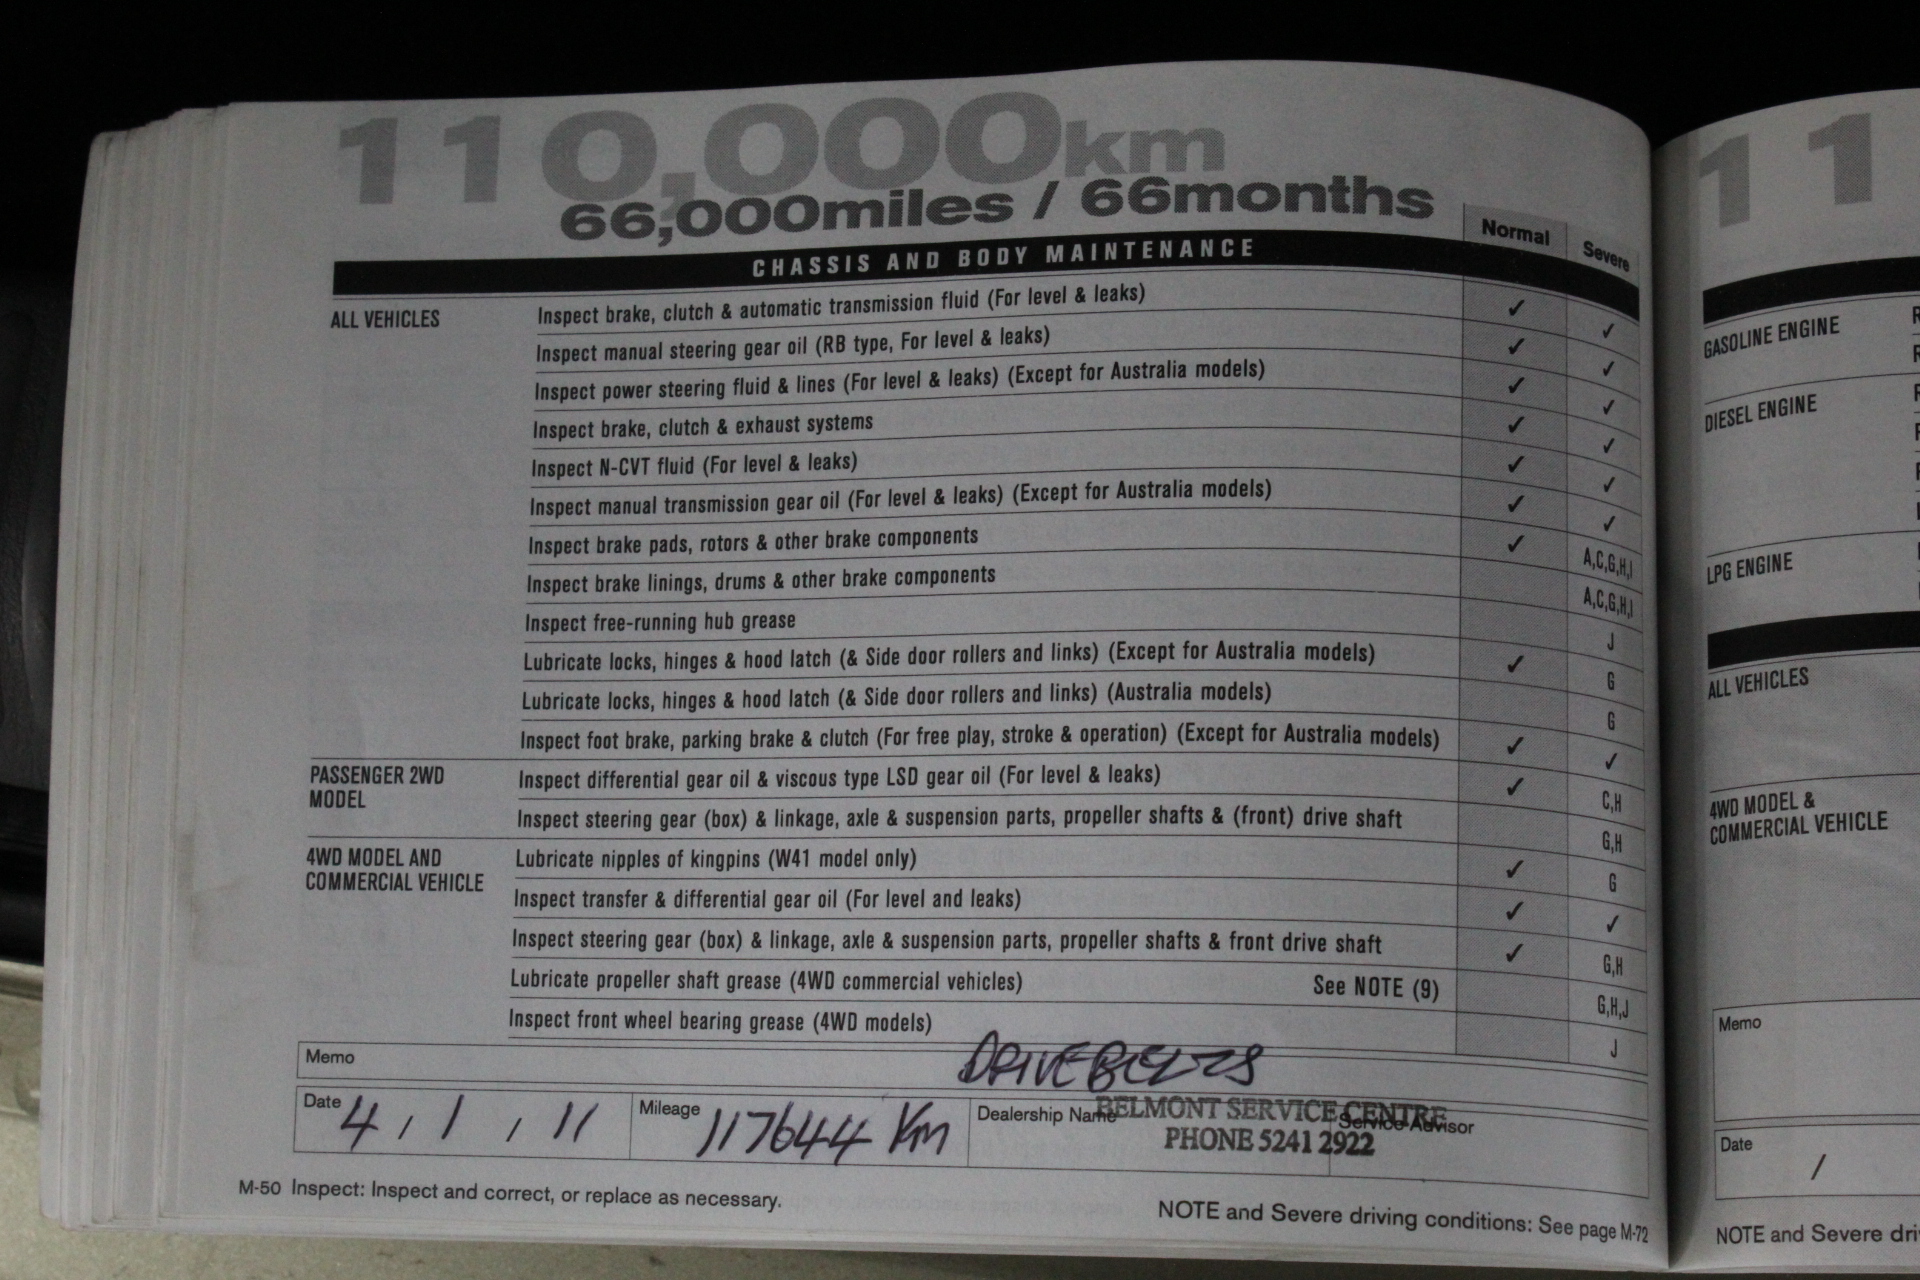 110,000km
66,000miles / 66months
Normal Severe
CHASSIS AND BODY MAINTENANCE
ALL VEHICLES Inspect brake, clutch & automatic transmission fluid (For level & leaks) ✓ ✓
Inspect manual steering gear oil (RB type, For level & leaks) ✓ ✓
Inspect power steering fluid & lines (For level & leaks) (Except for Australia models) ✓ ✓
Inspect brake, clutch & exhaust systems ✓ ✓
Inspect N-CVT fluid (For level & leaks) ✓ ✓
Inspect manual transmission gear oil (For level & leaks) (Except for Australia models) ✓ ✓
Inspect brake pads, rotors & other brake components ✓ A,C,G,H,I
Inspect brake linings, drums & other brake components A,C,G,H,I
Inspect free-running hub grease J
Lubricate locks, hinges & hood latch (& Side door rollers and links) (Except for Australia models) ✓ G
Lubricate locks, hinges & hood latch (& Side door rollers and links) (Australia models) G
Inspect foot brake, parking brake & clutch (For free play, stroke & operation) (Except for Australia models) ✓ ✓
PASSENGER 2WD MODEL Inspect differential gear oil & viscous type LSD gear oil (For level & leaks) ✓ C,H
Inspect steering gear (box) & linkage, axle & suspension parts, propeller shafts & (front) drive shaft G,H
4WD MODEL AND COMMERCIAL VEHICLE Lubricate nipples of kingpins (W41 model only) ✓ G
Inspect transfer & differential gear oil (For level and leaks) ✓ ✓
Inspect steering gear (box) & linkage, axle & suspension parts, propeller shafts & front drive shaft ✓ G,H
Lubricate propeller shaft grease (4WD commercial vehicles) See NOTE (9) G,H,J
Inspect front wheel bearing grease (4WD models) J
Memo DRIVE BELTS
Date 4 / 1 / 11 Mileage 117644 Km Dealership Name BELMONT SERVICE CENTRE Service Advisor
PHONE 5241 2922
M-50 Inspect: Inspect and correct, or replace as necessary.
NOTE and Severe driving conditions: See page M-72
11
GASOLINE ENGINE
DIESEL ENGINE
LPG ENGINE
ALL VEHICLES
4WD MODEL &
COMMERCIAL VEHICLE
Memo
Date /
NOTE and Severe dri